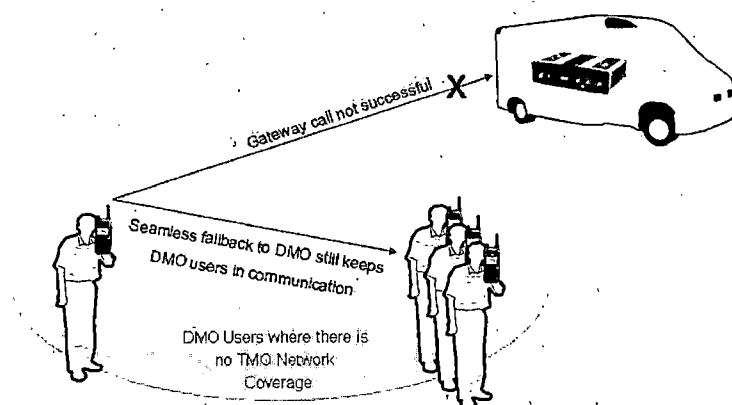 Gateway call not successful
X
Seamless fallback to DMO still keeps
DMO users in communication
DMO Users where there is
no TMO Network
Coverage